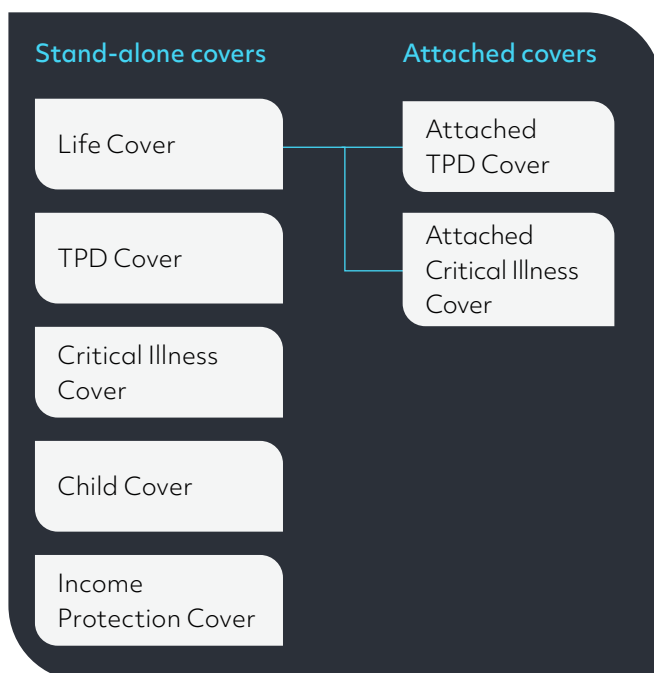 Stand-alone covers
Life Cover
TPD Cover
Critical Illness
Cover
Child Cover
Income
Protection Cover
Attached covers
Attached
TPD Cover
Attached
Critical Illness
Cover